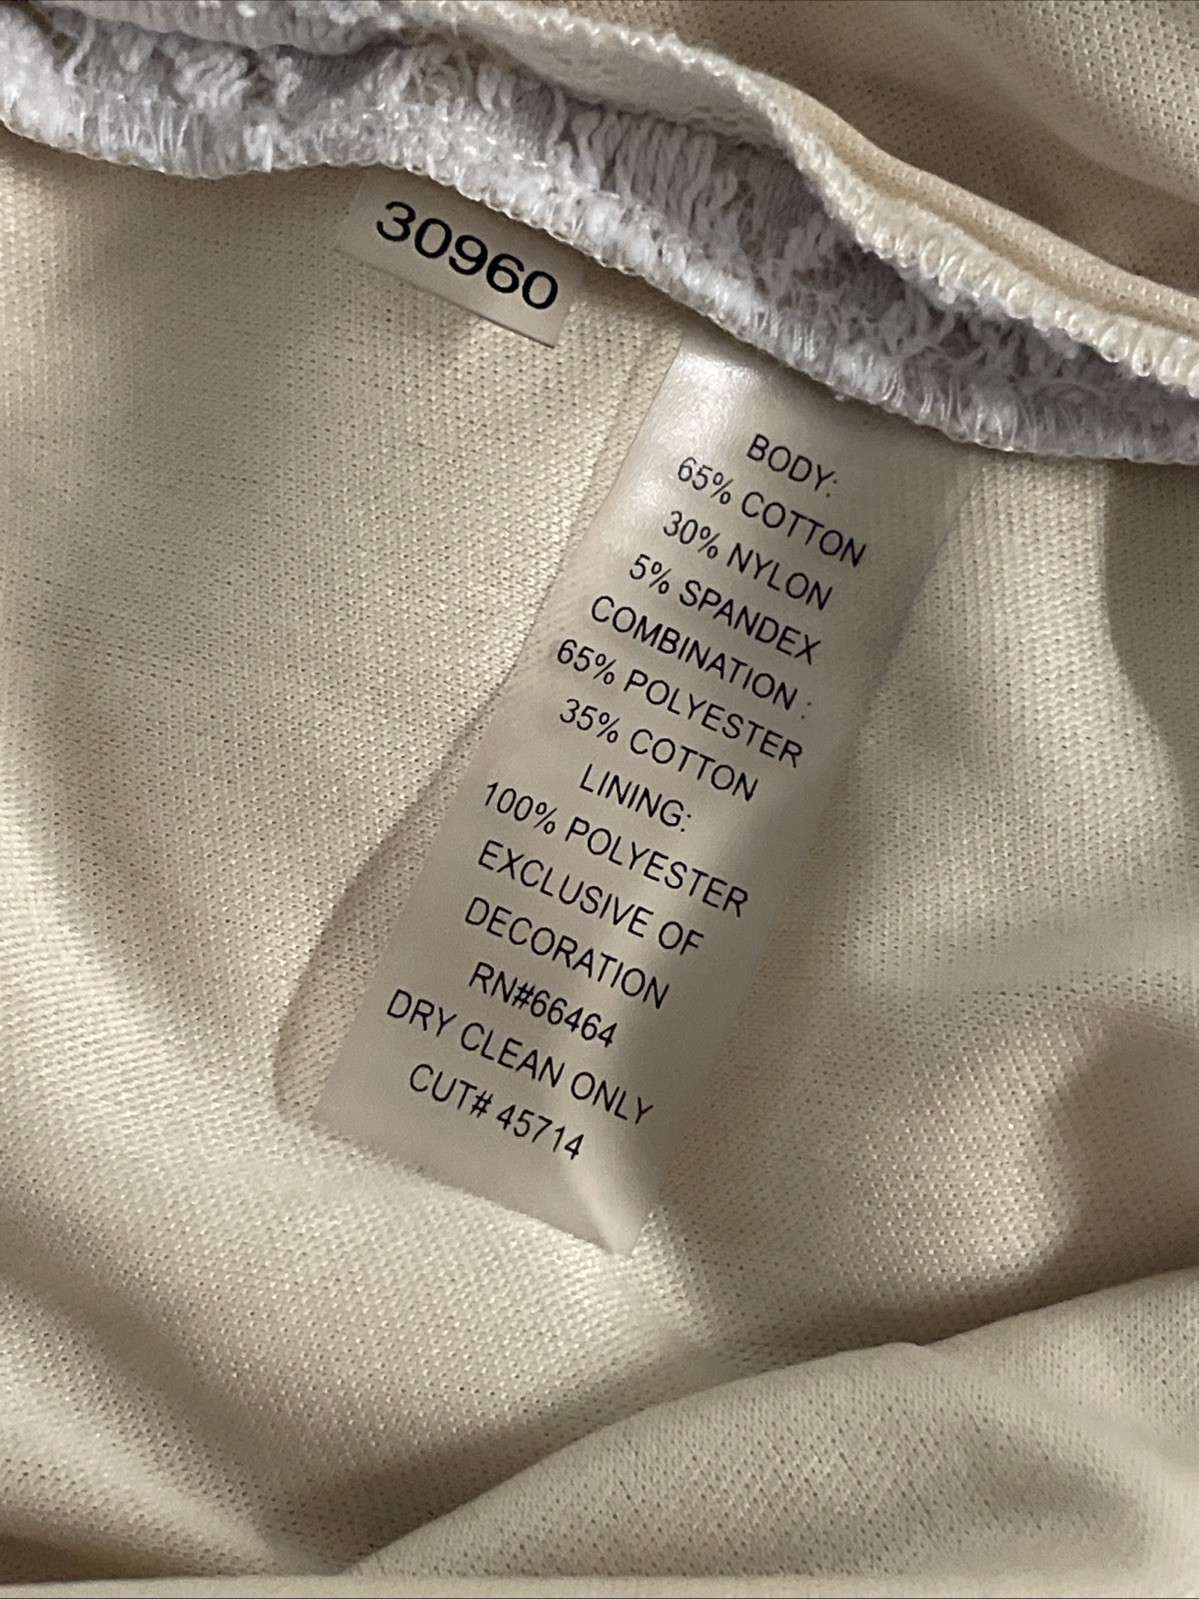 30960
BODY:
65% COTTON
30% NYLON
5% SPANDEX
COMBINATION :
65% POLYESTER
35% COTTON
LINING:
100% POLYESTER
EXCLUSIVE OF
DECORATION
RN#66464
DRY CLEAN ONLY
CUT# 45714